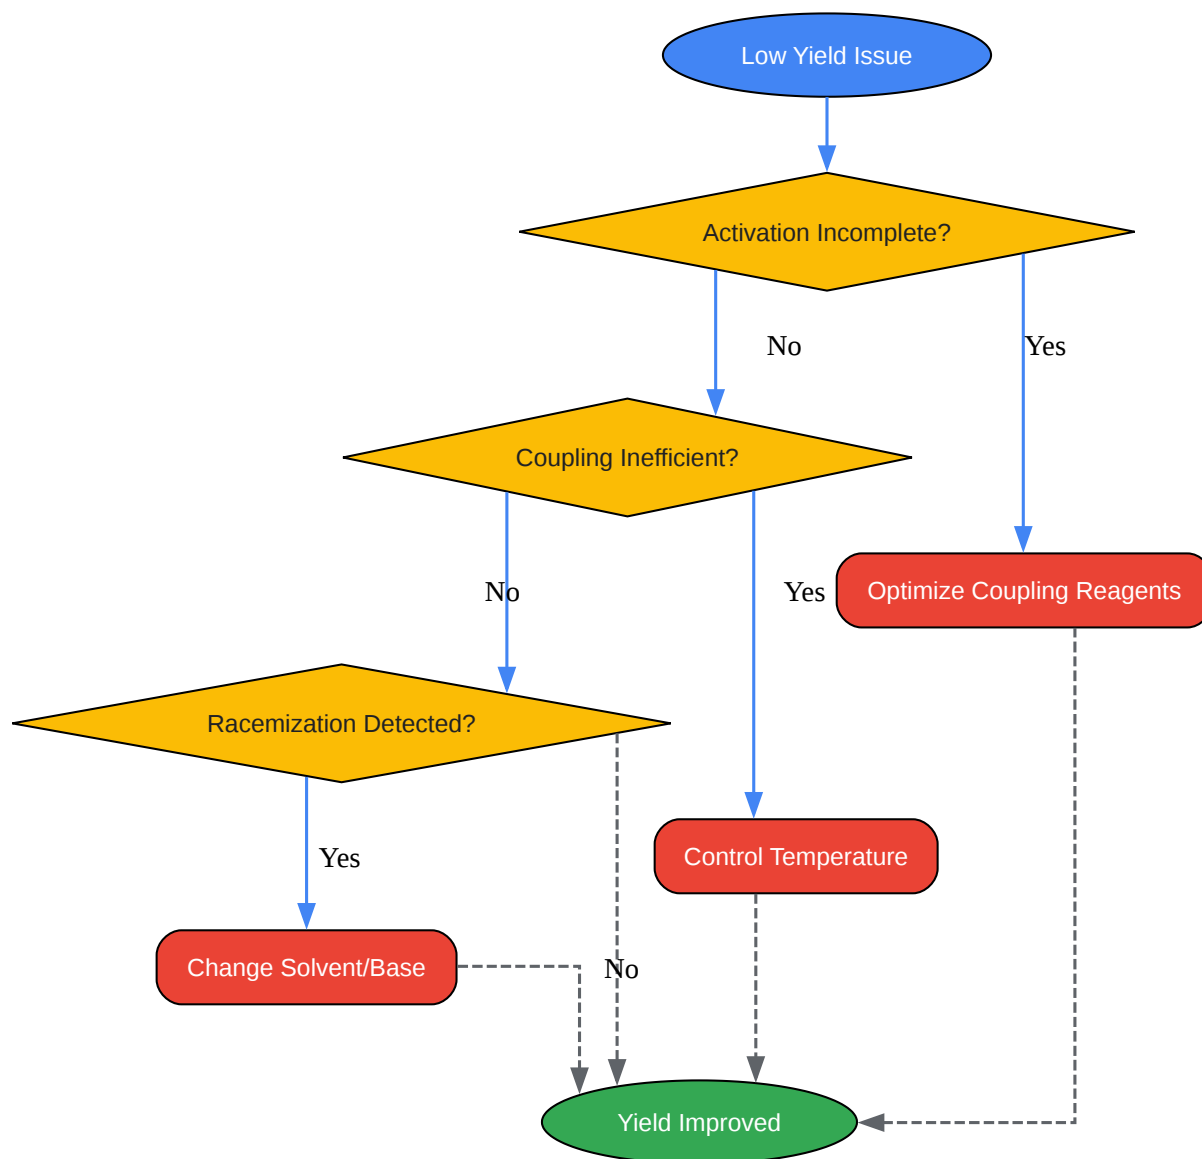 Low Yield Issue
Activation Incomplete?
No
Yes
Coupling Inefficient?
No
Yes
Optimize Coupling Reagents
Racemization Detected?
Yes
Control Temperature
Change Solvent/Base
No
Yield Improved